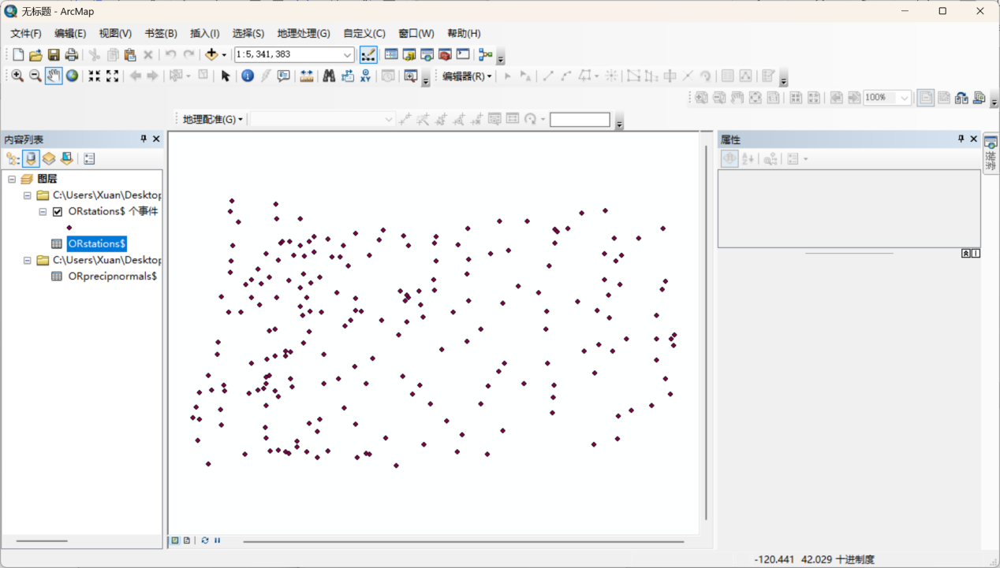 无标题 - ArcMap
文件(F) 编辑(E) 视图(V) 书签(B) 插入(I) 选择(S) 地理处理(G) 自定义(C) 窗口(W) 帮助(H)
1:5,341,383
编辑器(R)
100%
地理配准(G)
内容列表
属性
搜索
图层
C:\Users\Xuan\Desktop
ORstations$ 个事件
ORstations$
C:\Users\Xuan\Desktop
ORprecipnormals$
-120.441 42.029 十进制度